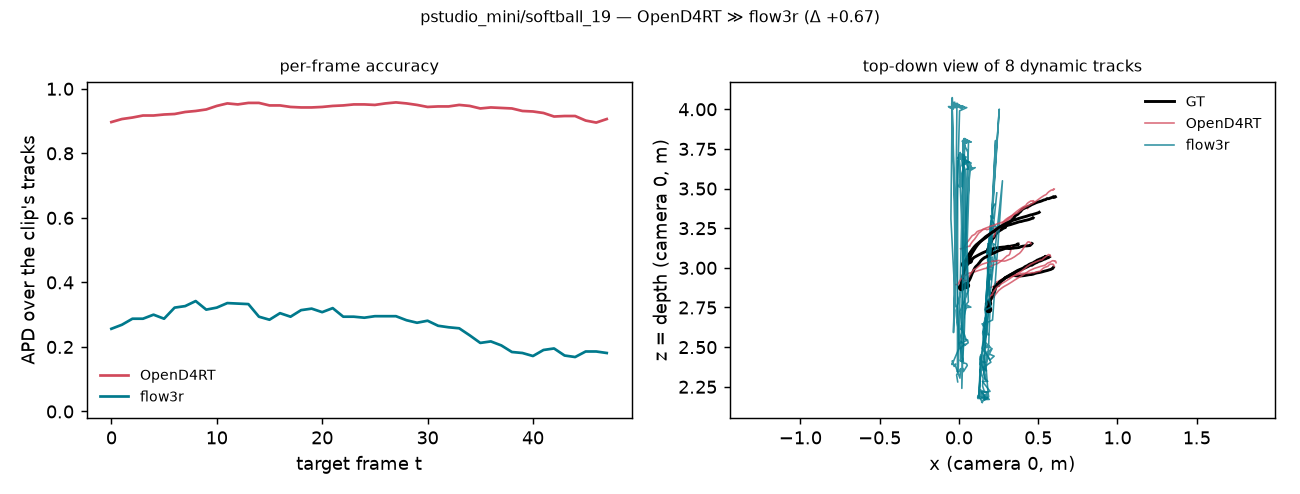 pstudio_mini/softball_19 — OpenD4RT ≫ flow3r (Δ +0.67)
per-frame accuracy
APD over the clip's tracks
1.0
0.8
0.6
0.4
0.2
0.0
OpenD4RT
flow3r
0 10 20 30 40
target frame t
top-down view of 8 dynamic tracks
z = depth (camera 0, m)
4.00
3.75
3.50
3.25
3.00
2.75
2.50
2.25
GT
OpenD4RT
flow3r
−1.0 −0.5 0.0 0.5 1.0 1.5
x (camera 0, m)